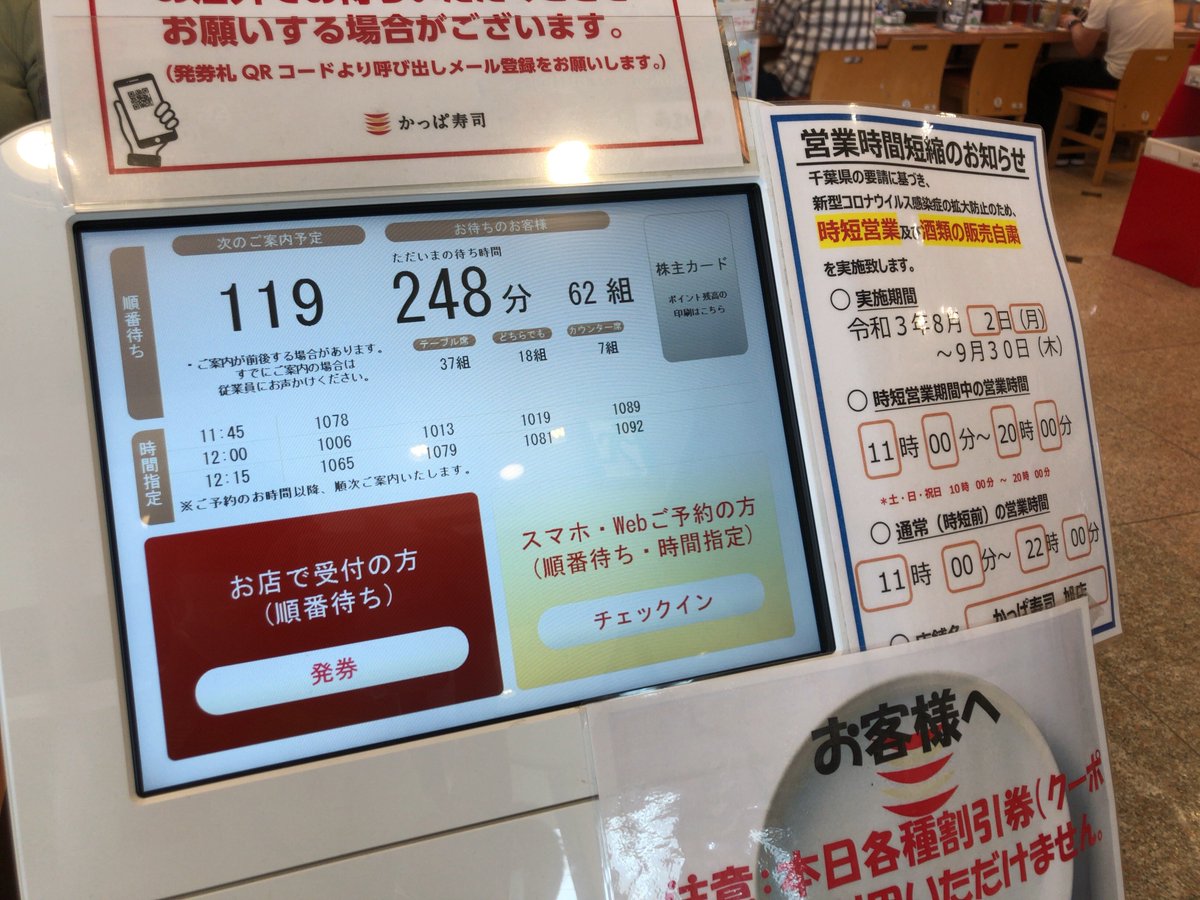 お願いする場合がございます。
(発券札 QRコードより呼び出しメール登録をお願いします。)
かっぱ寿司
順番待ち
次のご案内予定
119
・ご案内が前後する場合があります。
すでにご案内の場合は
従業員にお声かけください。
お待ちのお客様
ただいまの待ち時間
248分
62組
テーブル席
どちらでも
カウンター席
37組
18組
7組
株主カード
ポイント残高の
印刷はこちら
時間指定
11:45 1078 1019 1089
12:00 1006 1013 1081 1092
12:15 1065 1079
※ご予約のお時間以降、順次ご案内いたします。
お店で受付の方
(順番待ち)
発券
スマホ・Webご予約の方
(順番待ち・時間指定)
チェックイン
営業時間短縮のお知らせ
千葉県の要請に基づき、
新型コロナウイルス感染症の拡大防止のため、
時短営業及び酒類の販売自粛
を実施致します。
○ 実施期間
令和3年8月 2日(月)
～9月30日(木)
○ 時短営業期間中の営業時間
11時 00分～20時00分
*土・日・祝日 10時 00分 ～ 20時 00分
○ 通常(時短前)の営業時間
11時 00分～22時 00分
かっぱ寿司 旭店
お客様へ
注意:本日各種割引券(クーポ
いただけません。